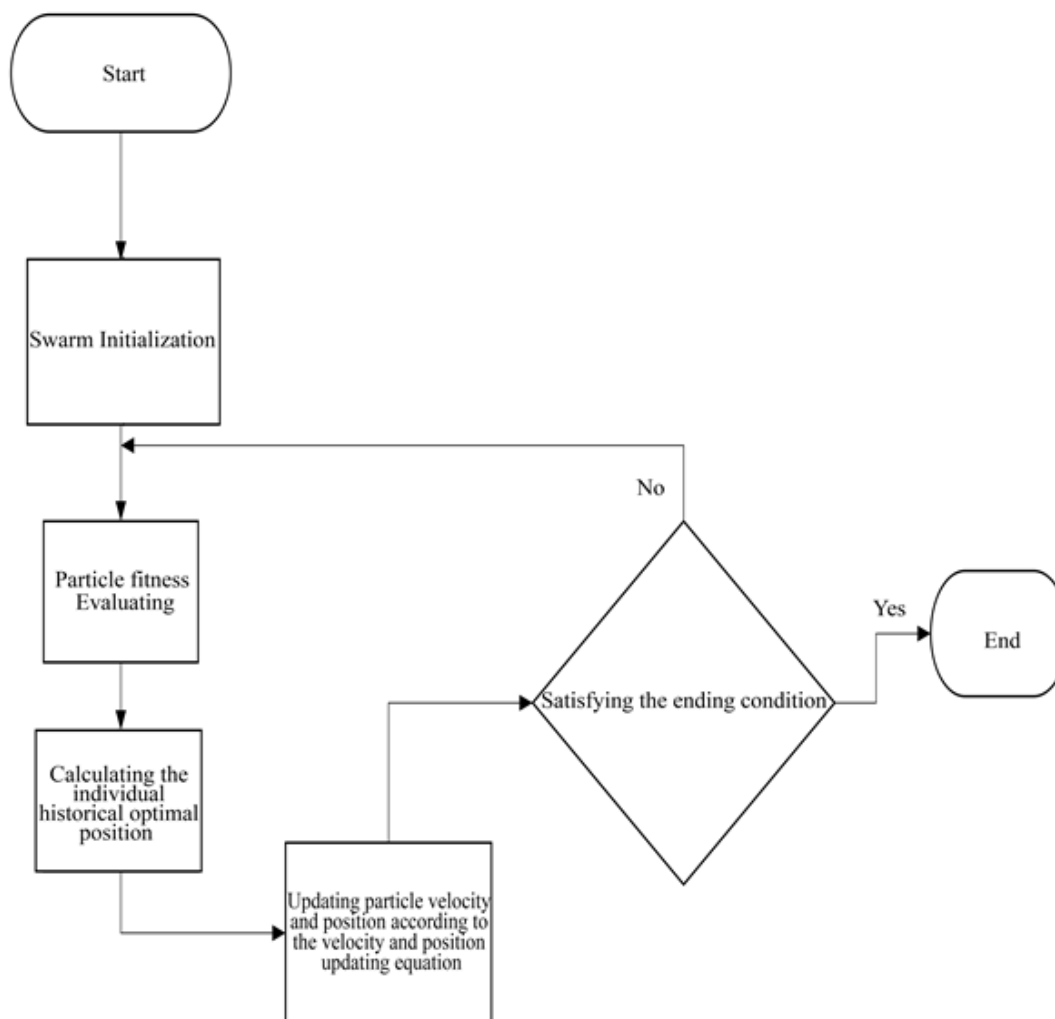 Start
Swarm Initialization
No
Particle fitness
Evaluating
Yes
End
Satisfying the ending condition
Calculating the
individual
historical optimal
position
Updating particle velocity
and position according to
the velocity and position
updating equation